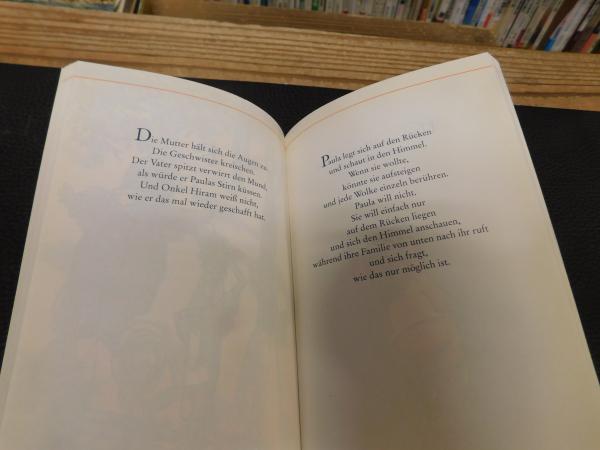 Die Mutter hält sich die Augen zu.
Die Geschwister kreischen.
Der Vater spitzt verwirrt den Mund,
als würde er Paulas Stirn küssen.
Und Onkel Hiram weiß nicht,
wie er das mal wieder geschafft hat.
Paula legt sich auf den Rücken
und schaut in den Himmel.
Wenn sie wollte,
könnte sie aufsteigen
und jede Wolke einzeln berühren.
Paula will nicht.
Sie will einfach nur
auf dem Rücken liegen
und sich den Himmel anschauen,
während ihre Familie von unten nach ihr ruft
und sich fragt,
wie das nur möglich ist.